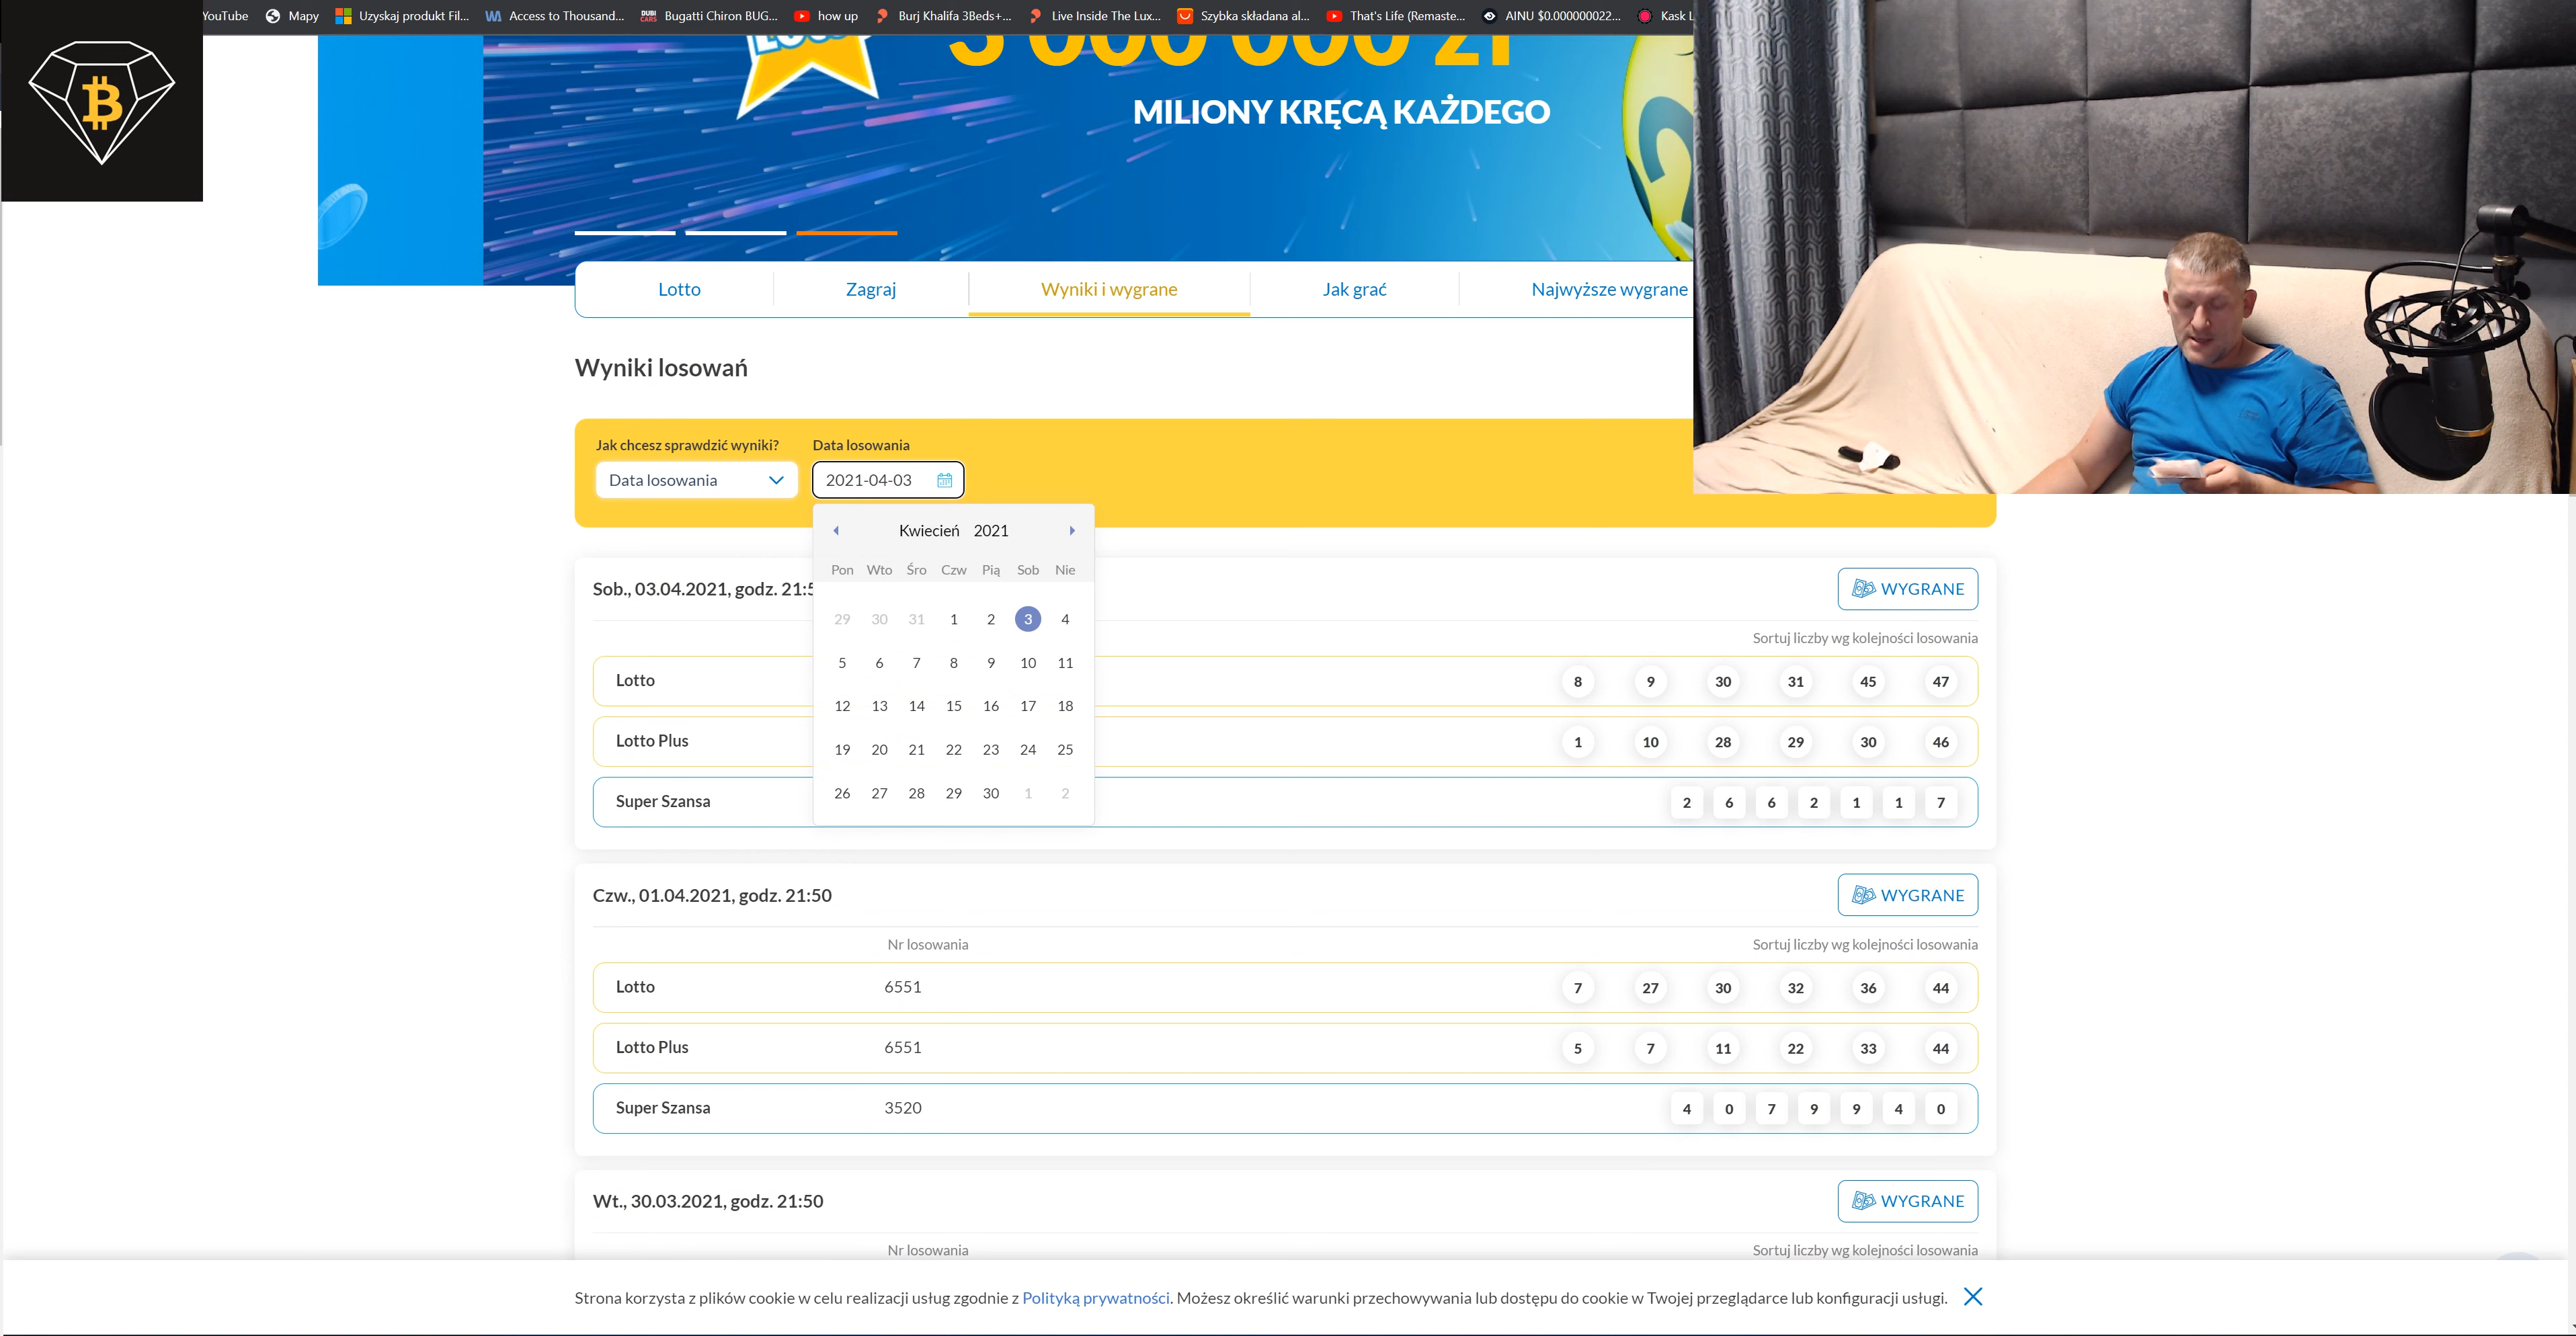 YouTube Mapy Uzyskaj produkt Fil... Access to Thousand... DUBI CARS Bugatti Chiron BUG... how up Burj Khalifa 3Beds+... Live Inside The Lux... Szybka składana al... That's Life (Remaste... AINU $0.000000022... Kask L
MILIONY KRĘCĄ KAŻDEGO
Lotto Zagraj Wyniki i wygrane Jak grać Najwyższe wygrane
Wyniki losowań
Jak chcesz sprawdzić wyniki? Data losowania
Data losowania 2021-04-03
Kwiecień 2021
Pon Wto Śro Czw Pią Sob Nie
29 30 31 1 2 3 4
5 6 7 8 9 10 11
12 13 14 15 16 17 18
19 20 21 22 23 24 25
26 27 28 29 30 1 2
Sob., 03.04.2021, godz. 21:5 WYGRANE
Sortuj liczby wg kolejności losowania
Lotto 8 9 30 31 45 47
Lotto Plus 1 10 28 29 30 46
Super Szansa 2 6 6 2 1 1 7
Czw., 01.04.2021, godz. 21:50 WYGRANE
Nr losowania Sortuj liczby wg kolejności losowania
Lotto 6551 7 27 30 32 36 44
Lotto Plus 6551 5 7 11 22 33 44
Super Szansa 3520 4 0 7 9 9 4 0
Wt., 30.03.2021, godz. 21:50 WYGRANE
Nr losowania Sortuj liczby wg kolejności losowania
Strona korzysta z plików cookie w celu realizacji usług zgodnie z Polityką prywatności. Możesz określić warunki przechowywania lub dostępu do cookie w Twojej przeglądarce lub konfiguracji usługi.